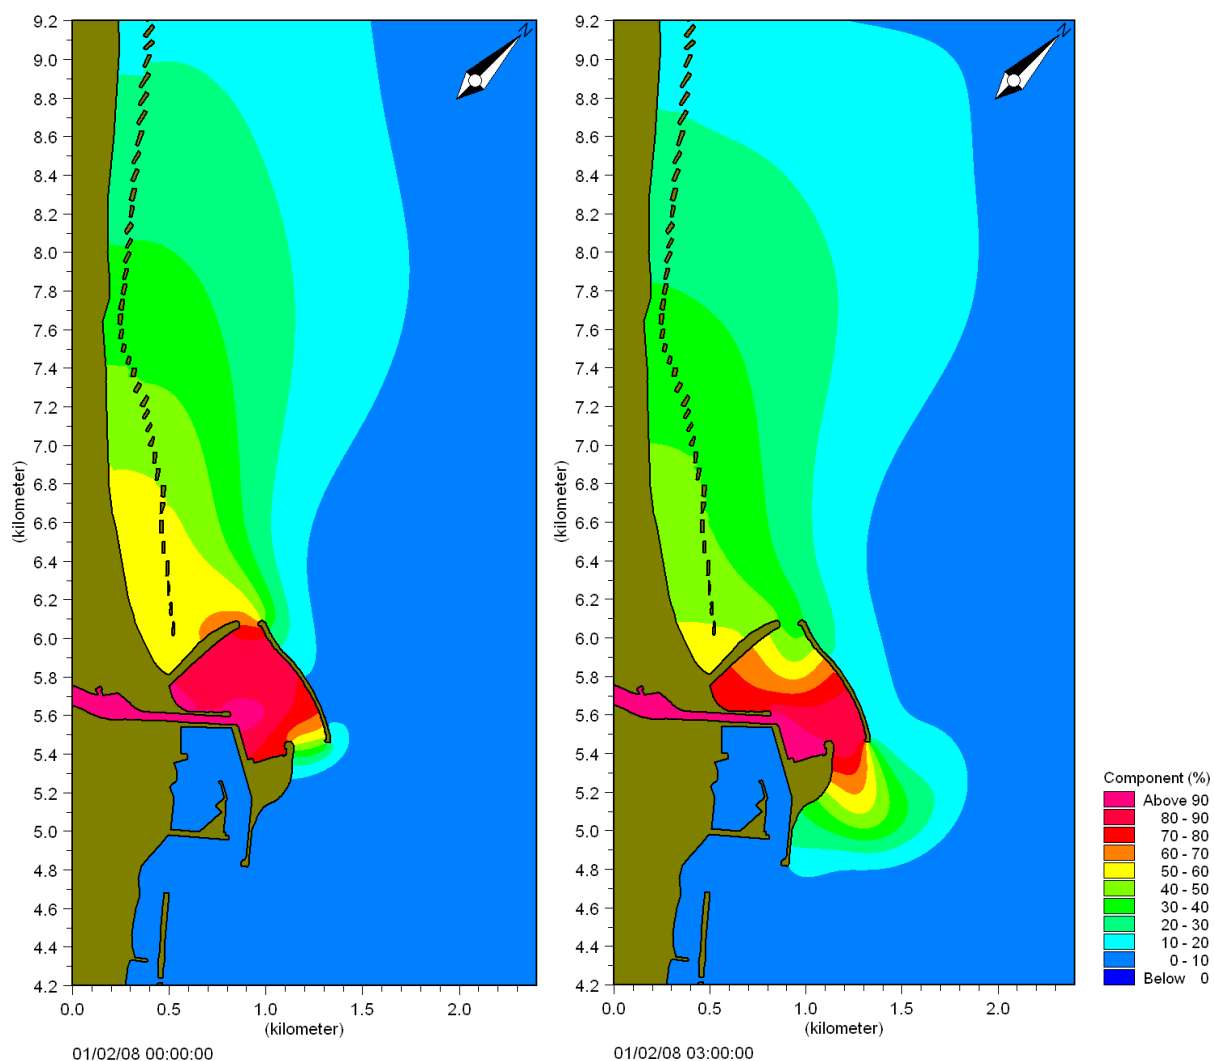 9.2
9.0
8.8
8.6
8.4
8.2
8.0
7.8
7.6
7.4
7.2
7.0
6.8
6.6
6.4
6.2
6.0
5.8
5.6
5.4
5.2
5.0
4.8
4.6
4.4
4.2
(kilometer)
0.0 0.5 1.0 1.5 2.0
(kilometer)
01/02/08 00:00:00
N
9.2
9.0
8.8
8.6
8.4
8.2
8.0
7.8
7.6
7.4
7.2
7.0
6.8
6.6
6.4
6.2
6.0
5.8
5.6
5.4
5.2
5.0
4.8
4.6
4.4
4.2
(kilometer)
0.0 0.5 1.0 1.5 2.0
(kilometer)
01/02/08 03:00:00
N
Component (%)
Above 90
80 - 90
70 - 80
60 - 70
50 - 60
40 - 50
30 - 40
20 - 30
10 - 20
0 - 10
Below 0